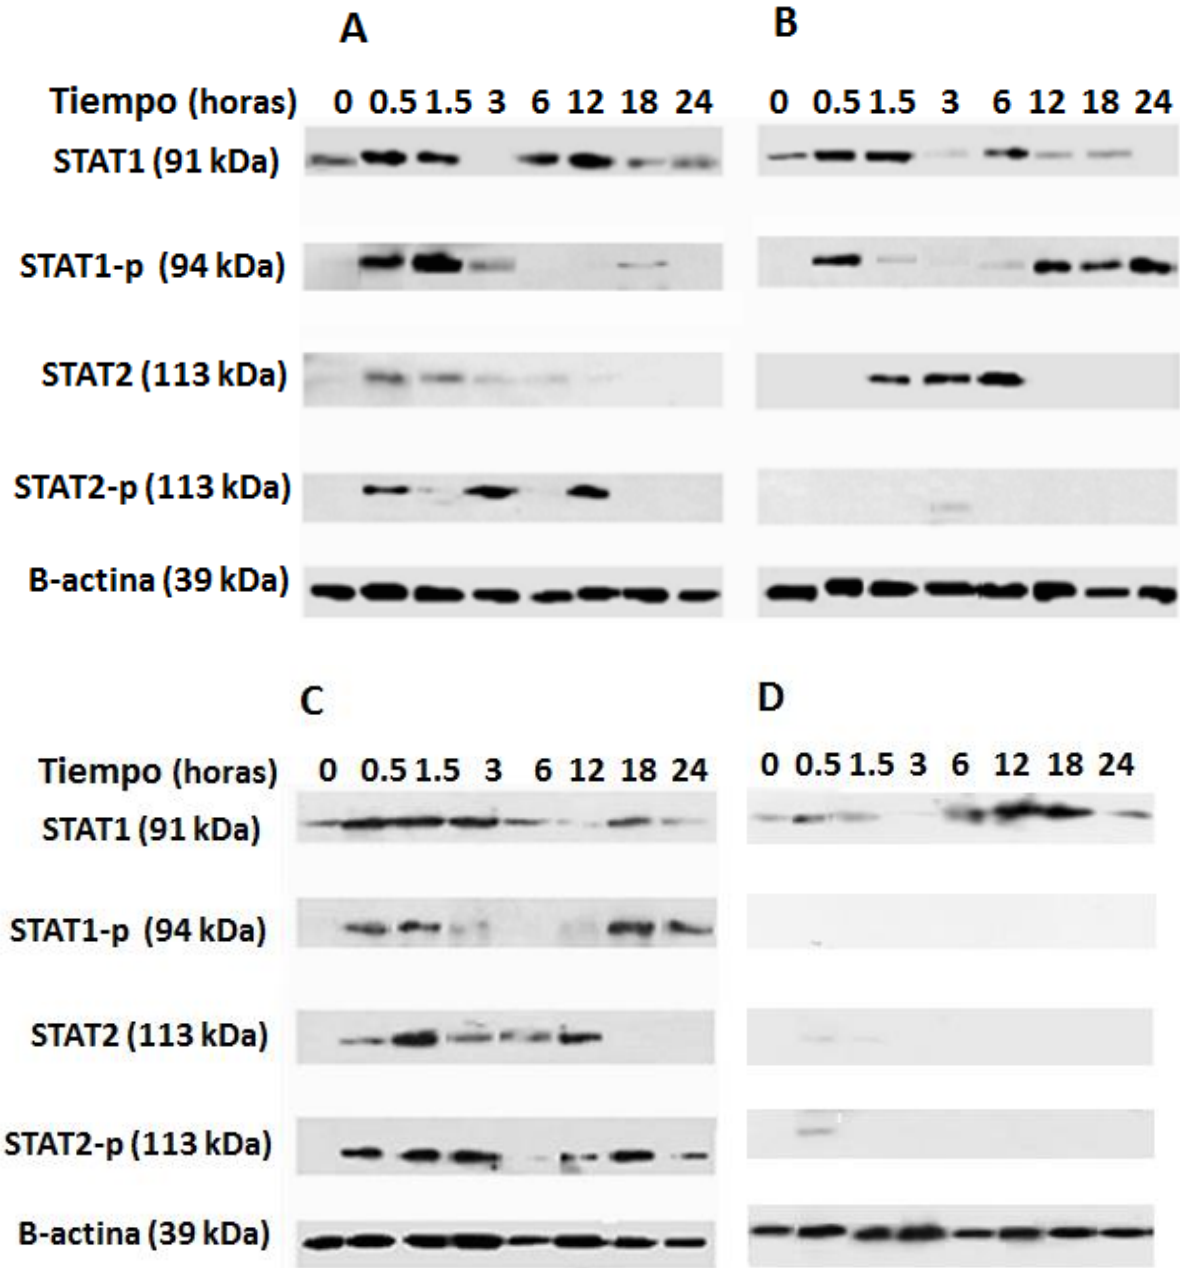 A
B
Tiempo (horas) 0 0.5 1.5 3 6 12 18 24 0 0.5 1.5 3 6 12 18 24
STAT1 (91 kDa)
STAT1-p (94 kDa)
STAT2 (113 kDa)
STAT2-p (113 kDa)
B-actina (39 kDa)
C
D
Tiempo (horas) 0 0.5 1.5 3 6 12 18 24 0 0.5 1.5 3 6 12 18 24
STAT1 (91 kDa)
STAT1-p (94 kDa)
STAT2 (113 kDa)
STAT2-p (113 kDa)
B-actina (39 kDa)